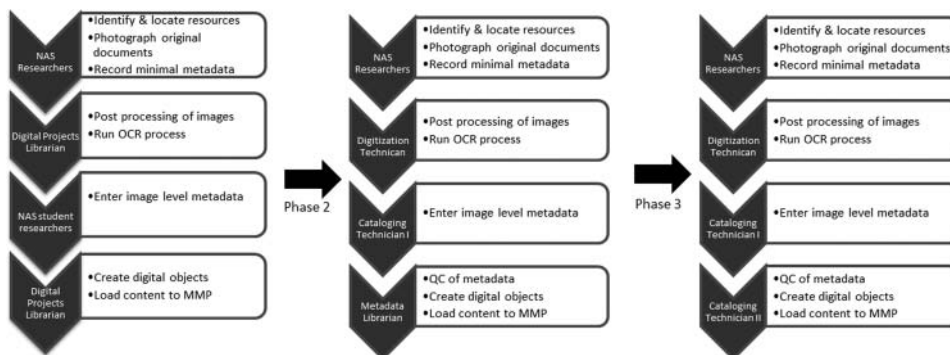 NAS
Researchers
•Identify & locate resources
•Photograph original
documents
•Record minimal metadata
Digital Projects
Librarian
•Post processing of images
•Run OCR process
NAS student
researchers
•Enter image level metadata
Digital
Projects
Librarian
•Create digital objects
•Load content to MMP
Phase 2
NAS
Researchers
•Identify & locate resources
•Photograph original documents
•Record minimal metadata
Digitization
Technican
•Post processing of images
•Run OCR process
Cataloging
Technician I
•Enter image level metadata
Metadata
Librarian
•QC of metadata
•Create digital objects
•Load content to MMP
Phase 3
NAS
Researchers
•Identify & locate resources
•Photograph original documents
•Record minimal metadata
Digitization
Technican
•Post processing of images
•Run OCR process
Cataloging
Technician I
•Enter image level metadata
Cataloging
Technician II
•QC of metadata
•Create digital objects
•Load content to MMP